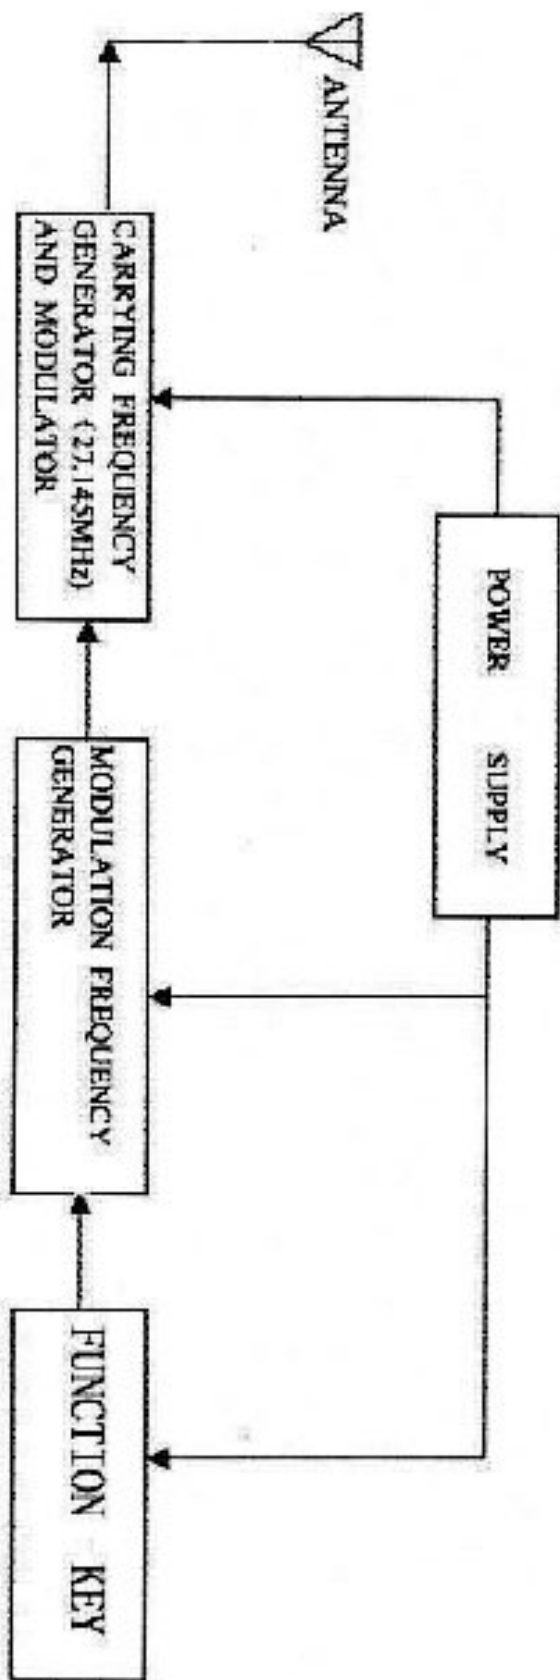 ANTENNA
POWER SUPPLY
CARRYING FREQUENCY
GENERATOR (27.145MHz)
AND MODULATOR
MODULATION FREQUENCY
GENERATOR
FUNCTION KEY